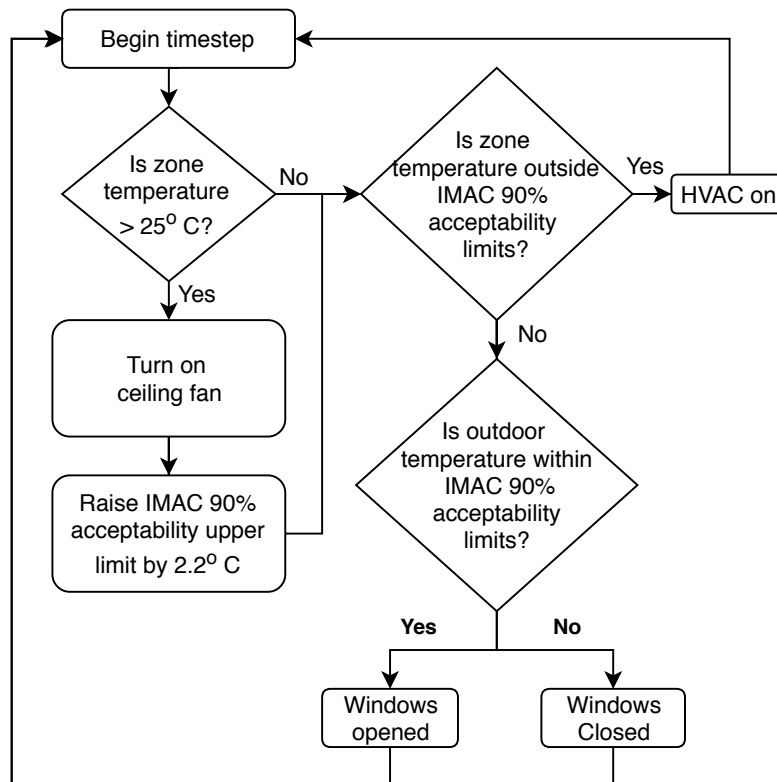 Begin timestep
Is zone
temperature
> 25º C?
No
Yes
Turn on
ceiling fan
Raise IMAC 90%
acceptability upper
limit by 2.2º C
Is zone
temperature outside
IMAC 90%
acceptability
limits?
Yes
HVAC on
No
Is outdoor
temperature within
IMAC 90%
acceptability
limits?
Yes
No
Windows
opened
Windows
Closed